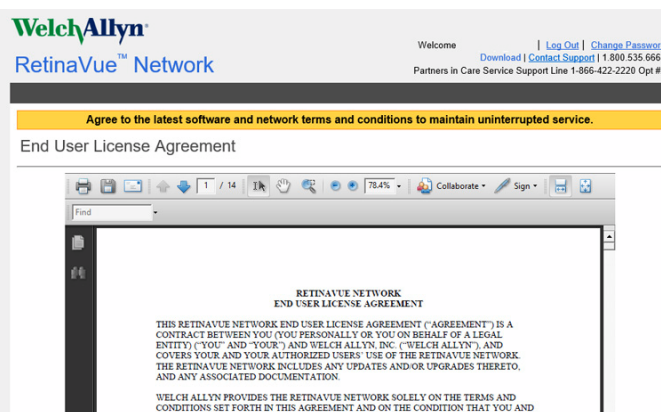 WelchAllyn®
RetinaVue™ Network
Welcome | Log Out | Change Passwor
Download | Contact Support | 1.800.535.666
Partners in Care Service Support Line 1-866-422-2220 Opt #
Agree to the latest software and network terms and conditions to maintain uninterrupted service.
End User License Agreement
1 / 14 78.4% Collaborate Sign
Find
RETINAVUE NETWORK
END USER LICENSE AGREEMENT
THIS RETINAVUE NETWORK END USER LICENSE AGREEMENT ("AGREEMENT") IS A
CONTRACT BETWEEN YOU (YOU PERSONALLY OR YOU ON BEHALF OF A LEGAL
ENTITY) ("YOU" AND "YOUR") AND WELCH ALLYN, INC. ("WELCH ALLYN"), AND
COVERS YOUR AND YOUR AUTHORIZED USERS' USE OF THE RETINAVUE NETWORK.
THE RETINAVUE NETWORK INCLUDES ANY UPDATES AND/OR UPGRADES THERETO,
AND ANY ASSOCIATED DOCUMENTATION.
WELCH ALLYN PROVIDES THE RETINAVUE NETWORK SOLELY ON THE TERMS AND
CONDITIONS SET FORTH IN THIS AGREEMENT AND ON THE CONDITION THAT YOU AND